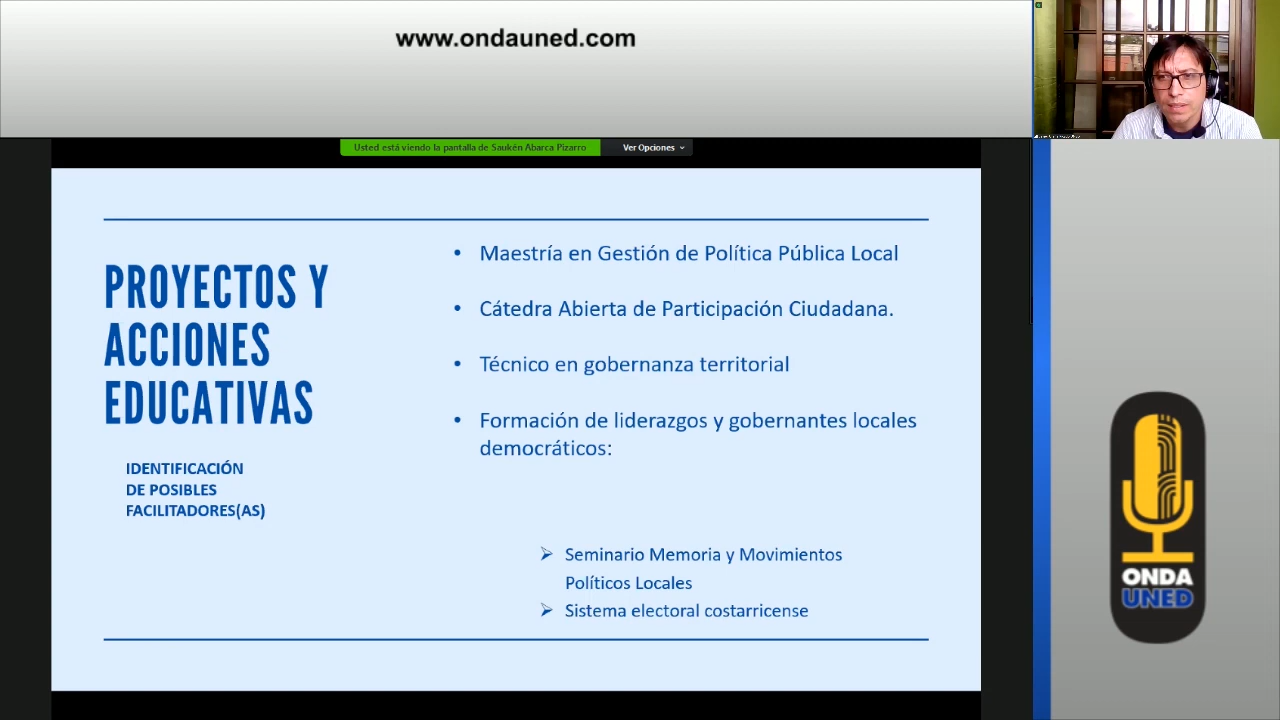 www.ondauned.com
Usted está viendo la pantalla de Saukén Abarca Pizarro
Ver Opciones
PROYECTOS Y
ACCIONES
EDUCATIVAS
IDENTIFICACIÓN
DE POSIBLES
FACILITADORES(AS)
• Maestría en Gestión de Política Pública Local
• Cátedra Abierta de Participación Ciudadana.
• Técnico en gobernanza territorial
• Formación de liderazgos y gobernantes locales
democráticos:
➢ Seminario Memoria y Movimientos
Políticos Locales
➢ Sistema electoral costarricense
ONDA
UNED